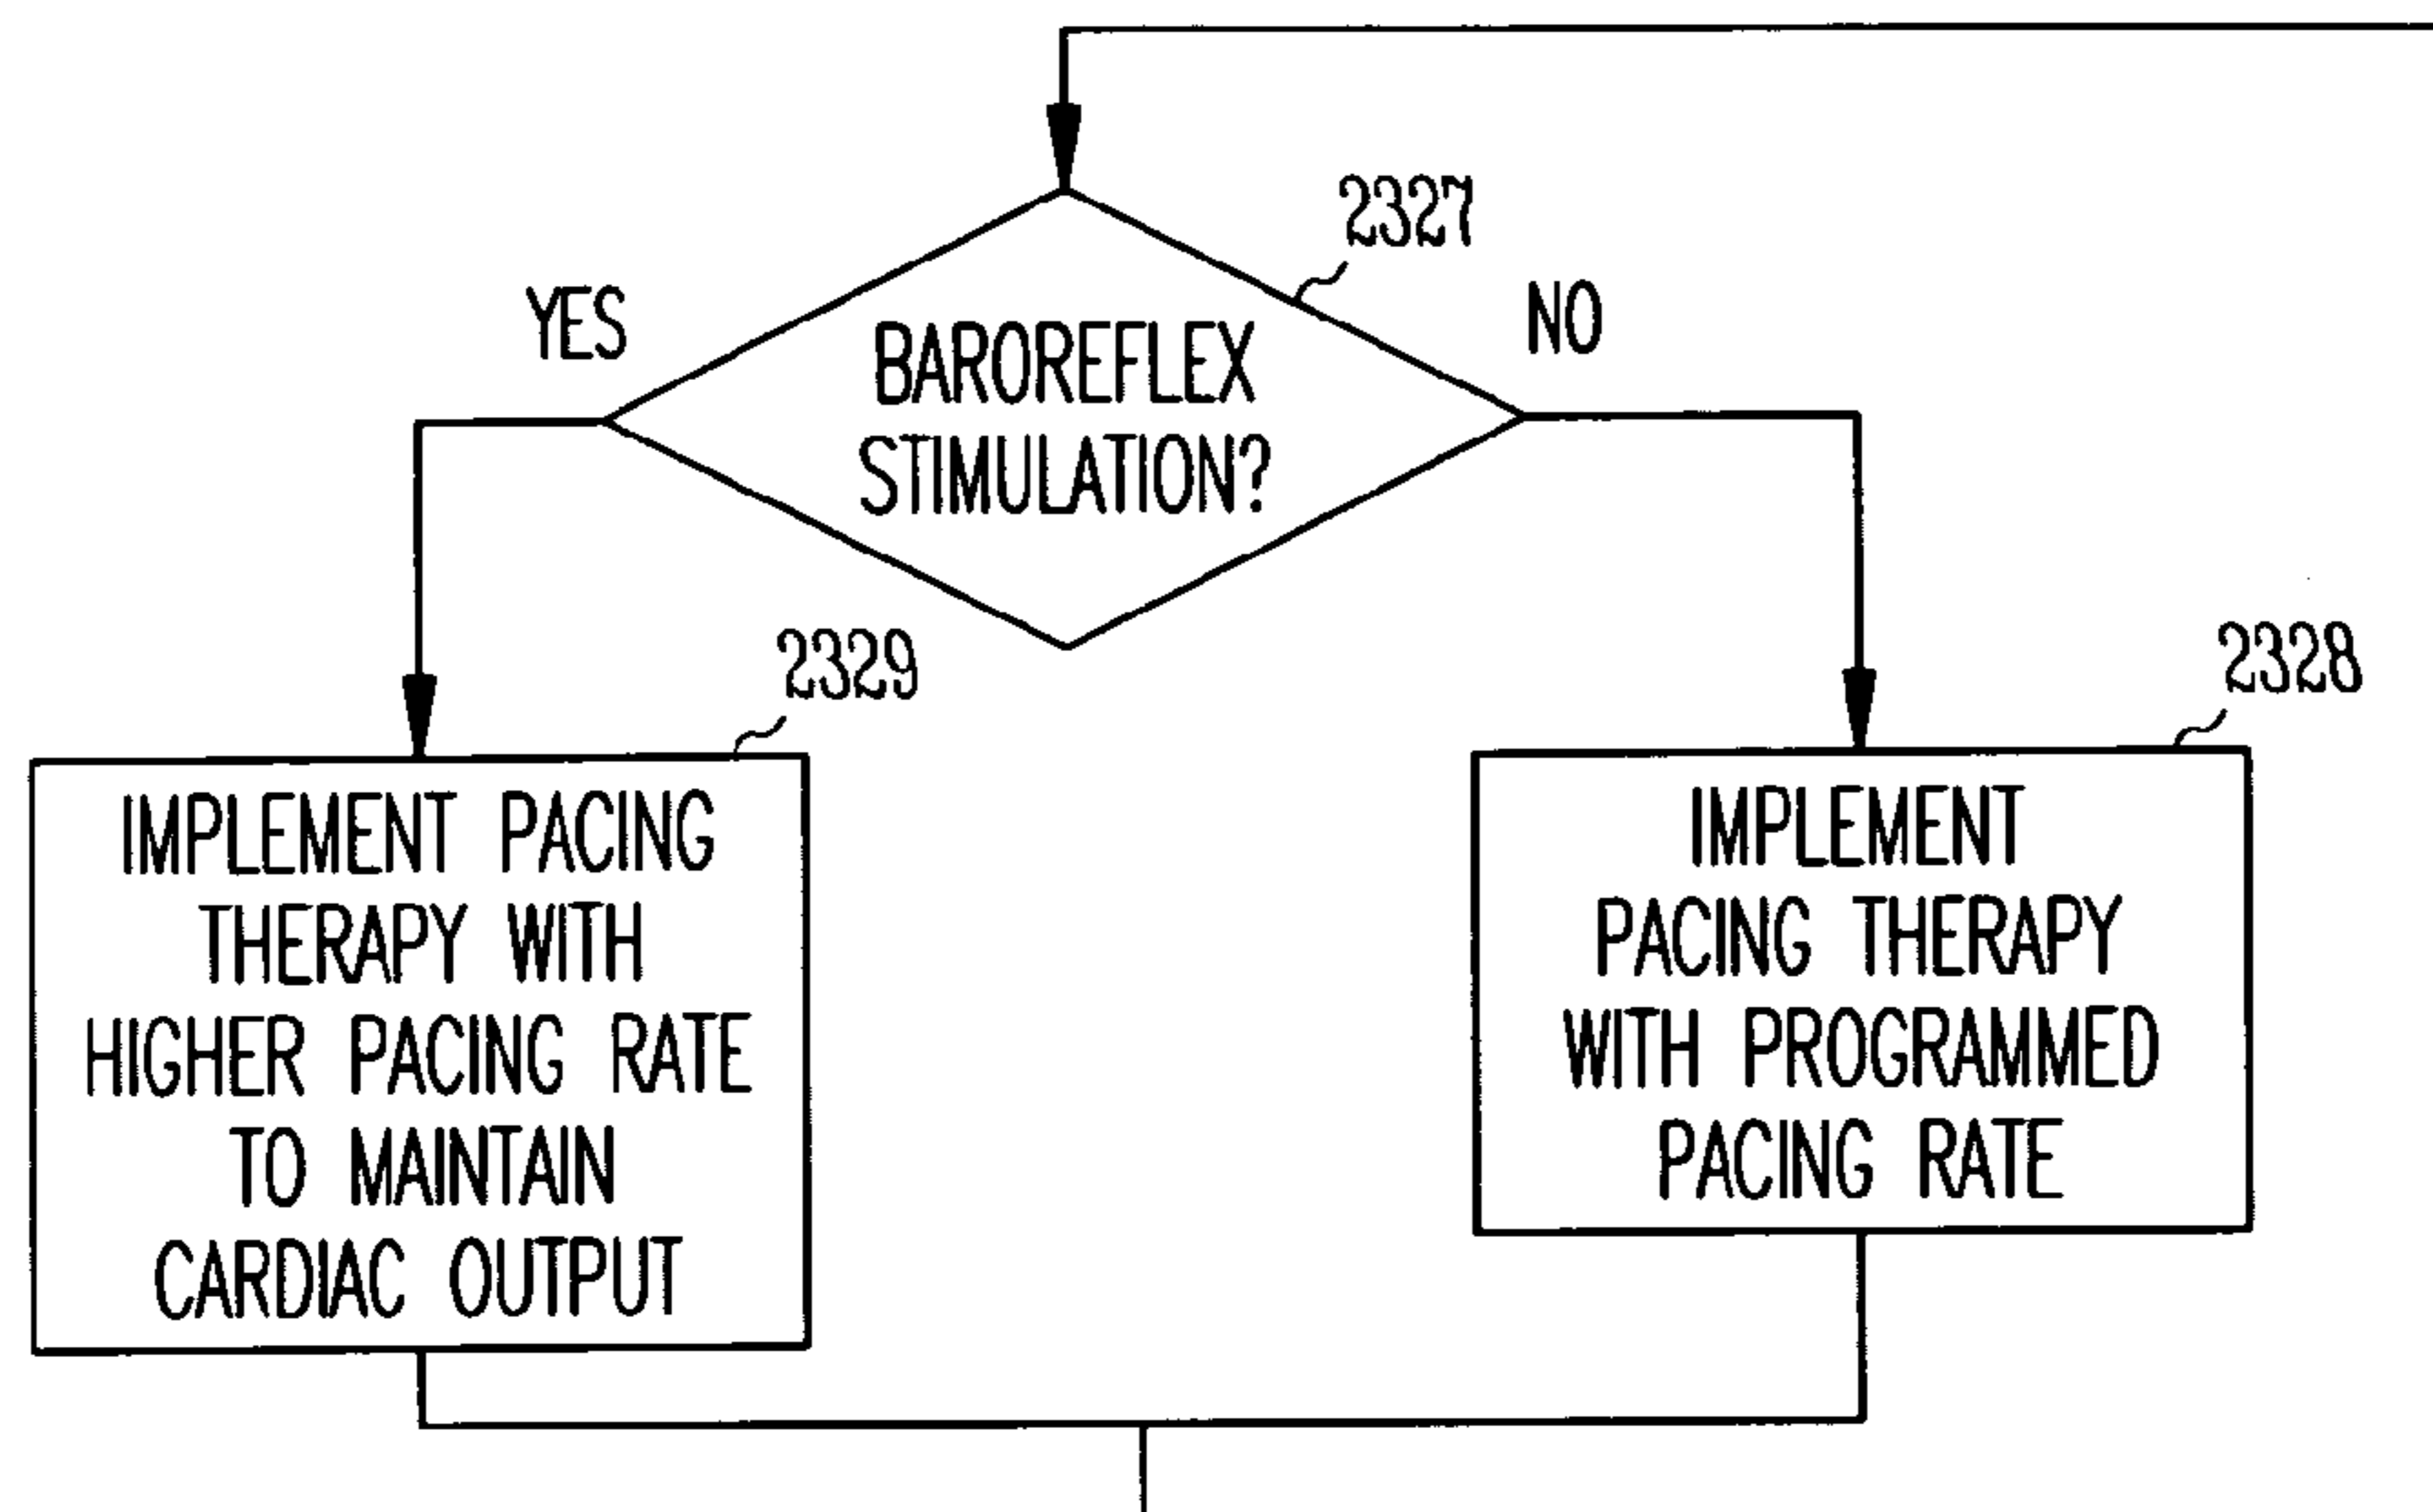 2327
YES
NO
BAROREFLEX
STIMULATION?
2329
2328
IMPLEMENT PACING
THERAPY WITH
HIGHER PACING RATE
TO MAINTAIN
CARDIAC OUTPUT
IMPLEMENT
PACING THERAPY
WITH PROGRAMMED
PACING RATE